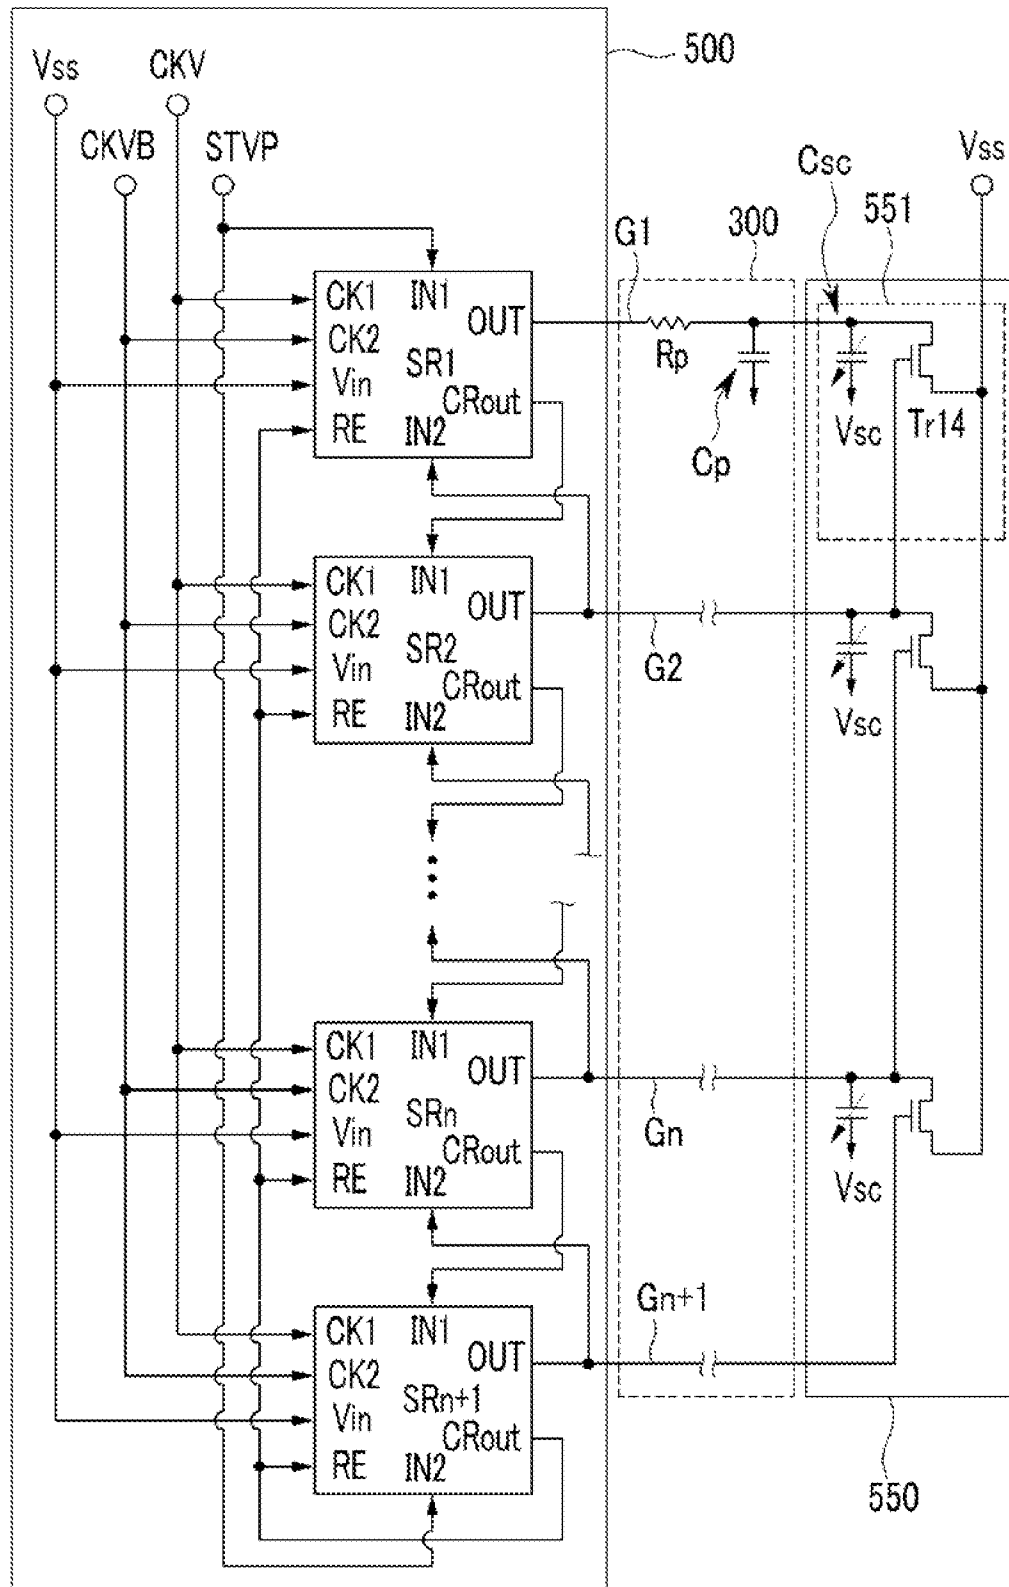 500
Vss
CKV
CKVB
STVP
Vss
Csc
551
300
G1
CK1
IN1
OUT
CK2
SR1
Vin
CRout
RE
IN2
Rp
Cp
Vsc
Tr14
CK1
IN1
OUT
CK2
SR2
Vin
CRout
RE
IN2
G2
Vsc
CK1
IN1
OUT
CK2
SRn
Vin
CRout
RE
IN2
Gn
Vsc
Gn+1
CK1
IN1
OUT
CK2
SRn+1
Vin
CRout
RE
IN2
550